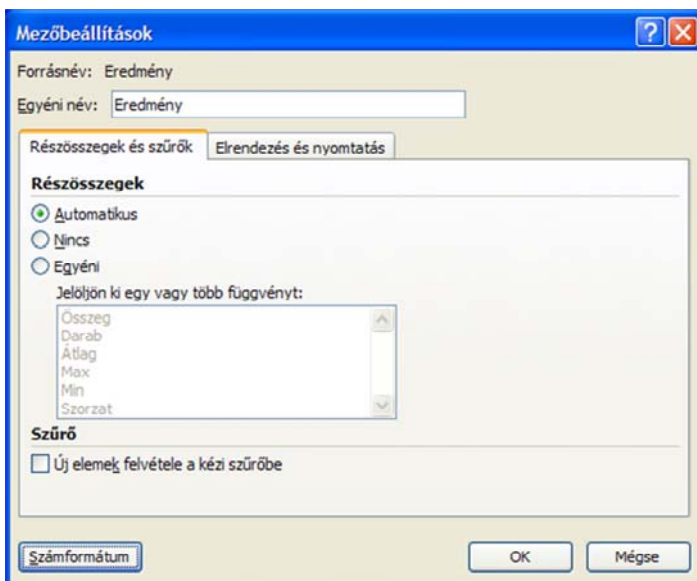 Mezőbeállítások
Forrásnév: Eredmény
Egyéni név: Eredmény
Részösszegek és szűrők Elrendezés és nyomtatás
Részösszegek
Automatikus
Nincs
Egyéni
Jelöljön ki egy vagy több függvényt:
Összeg
Darab
Átlag
Max
Min
Szorzat
Szűrő
Új elemek felvétele a kézi szűrőbe
Számformátum OK Mégse